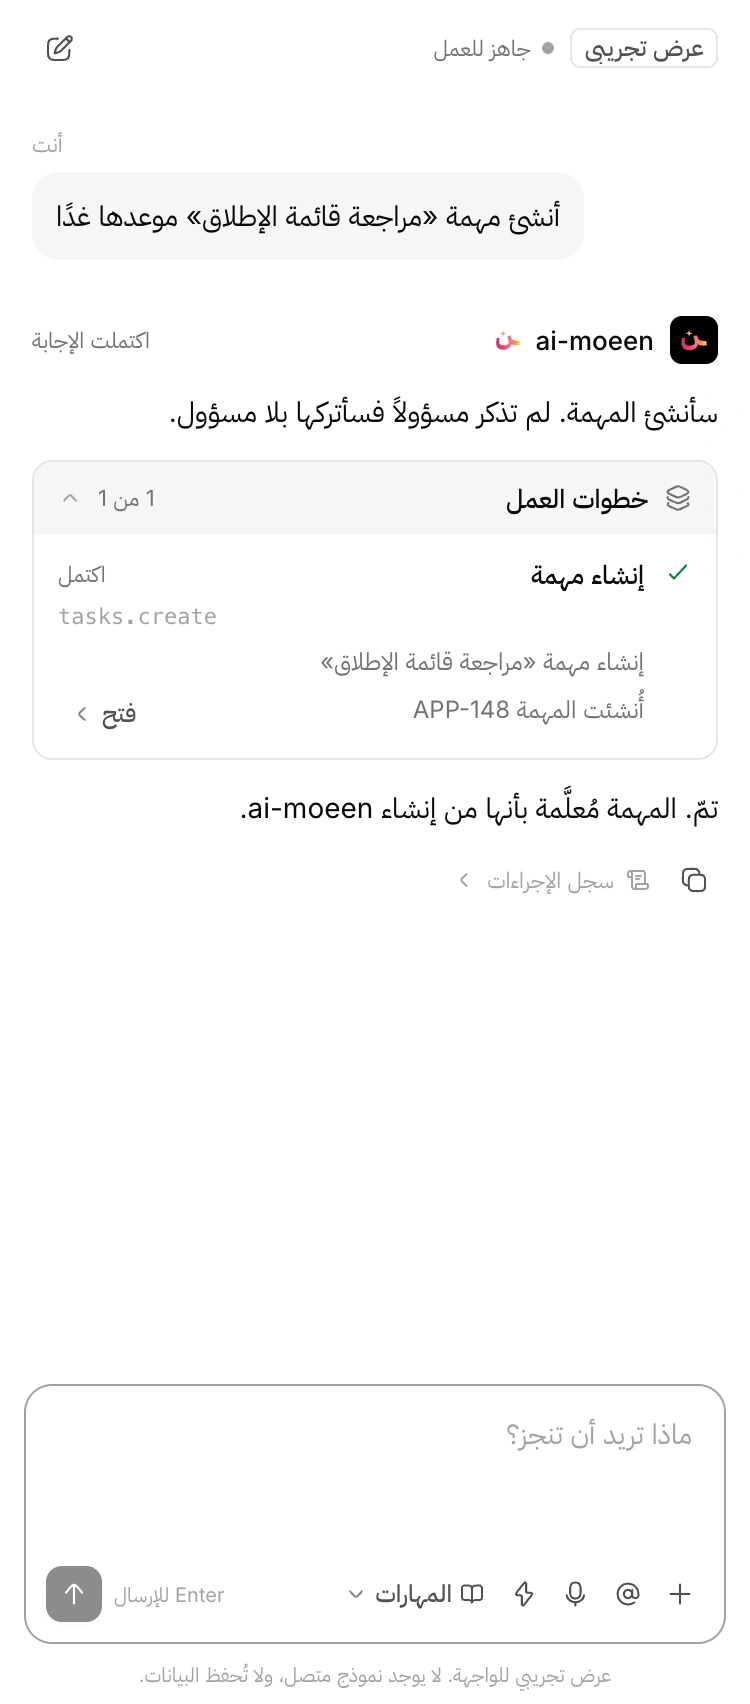 عرض تجريبي
جاهز للعمل
أنت
أنشئ مهمة «مراجعة قائمة الإطلاق» موعدها غدًا
ai-moeen
اكتملت الإجابة
سأنشئ المهمة. لم تذكر مسؤولاً فسأتركها بلا مسؤول.
خطوات العمل
1 من 1
إنشاء مهمة
اكتمل
tasks.create
إنشاء مهمة «مراجعة قائمة الإطلاق»
أُنشئت المهمة APP-148
فتح
تمّ. المهمة مُعلَّمة بأنها من إنشاء ai-moeen.
سجل الإجراءات
ماذا تريد أن تنجز؟
المهارات
Enter للإرسال
عرض تجريبي للواجهة. لا يوجد نموذج متصل، ولا تُحفظ البيانات.